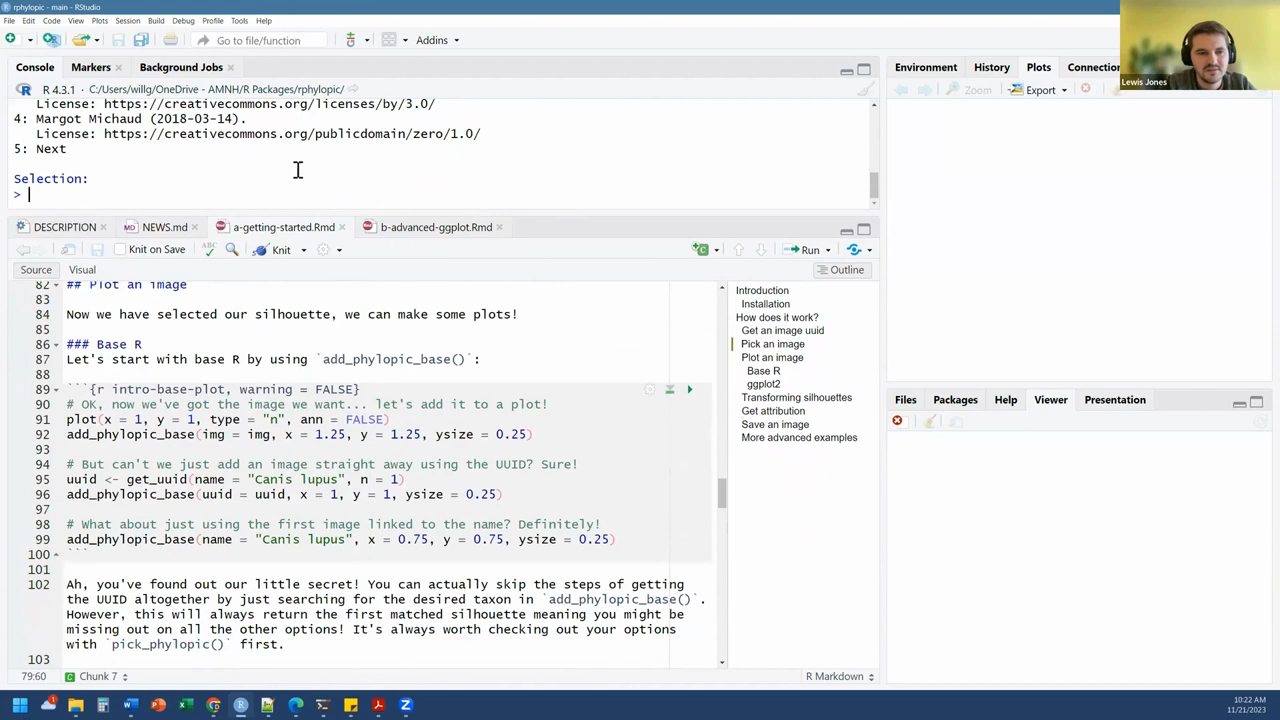 rphylopic - main - RStudio
File Edit Code View Plots Session Build Debug Profile Tools Help
Go to file/function
Addins
Lewis Jones
Console Markers Background Jobs
R 4.3.1 · C:/Users/willg/OneDrive - AMNH/R Packages/rphylopic/
License: https://creativecommons.org/licenses/by/3.0/
4: Margot Michaud (2018-03-14).
License: https://creativecommons.org/publicdomain/zero/1.0/
5: Next
Selection:
>
DESCRIPTION NEWS.md a-getting-started.Rmd b-advanced-ggplot.Rmd
Knit on Save ABC Knit Run
Source Visual Outline
82 ## Plot an image
83
84 Now we have selected our silhouette, we can make some plots!
85
86 ### Base R
87 Let's start with base R by using `add_phylopic_base()`:
88
89 ```{r intro-base-plot, warning = FALSE}
90 # OK, now we've got the image we want... let's add it to a plot!
91 plot(x = 1, y = 1, type = "n", ann = FALSE)
92 add_phylopic_base(img = img, x = 1.25, y = 1.25, ysize = 0.25)
93
94 # But can't we just add an image straight away using the UUID? Sure!
95 uuid <- get_uuid(name = "Canis lupus", n = 1)
96 add_phylopic_base(uuid = uuid, x = 1, y = 1, ysize = 0.25)
97
98 # What about just using the first image linked to the name? Definitely!
99 add_phylopic_base(name = "Canis lupus", x = 0.75, y = 0.75, ysize = 0.25)
100 ```
101
102 Ah, you've found out our little secret! You can actually skip the steps of getting
the UUID altogether by just searching for the desired taxon in `add_phylopic_base()`.
However, this will always return the first matched silhouette meaning you might be
missing out on all the other options! It's always worth checking out your options
with `pick_phylopic()` first.
103
79:60 Chunk 7 R Markdown
Introduction
Installation
How does it work?
Get an image uuid
Pick an image
Plot an image
Base R
ggplot2
Transforming silhouettes
Get attribution
Save an image
More advanced examples
Environment History Plots Connection
Zoom Export
Files Packages Help Viewer Presentation
10:22 AM
11/21/2023